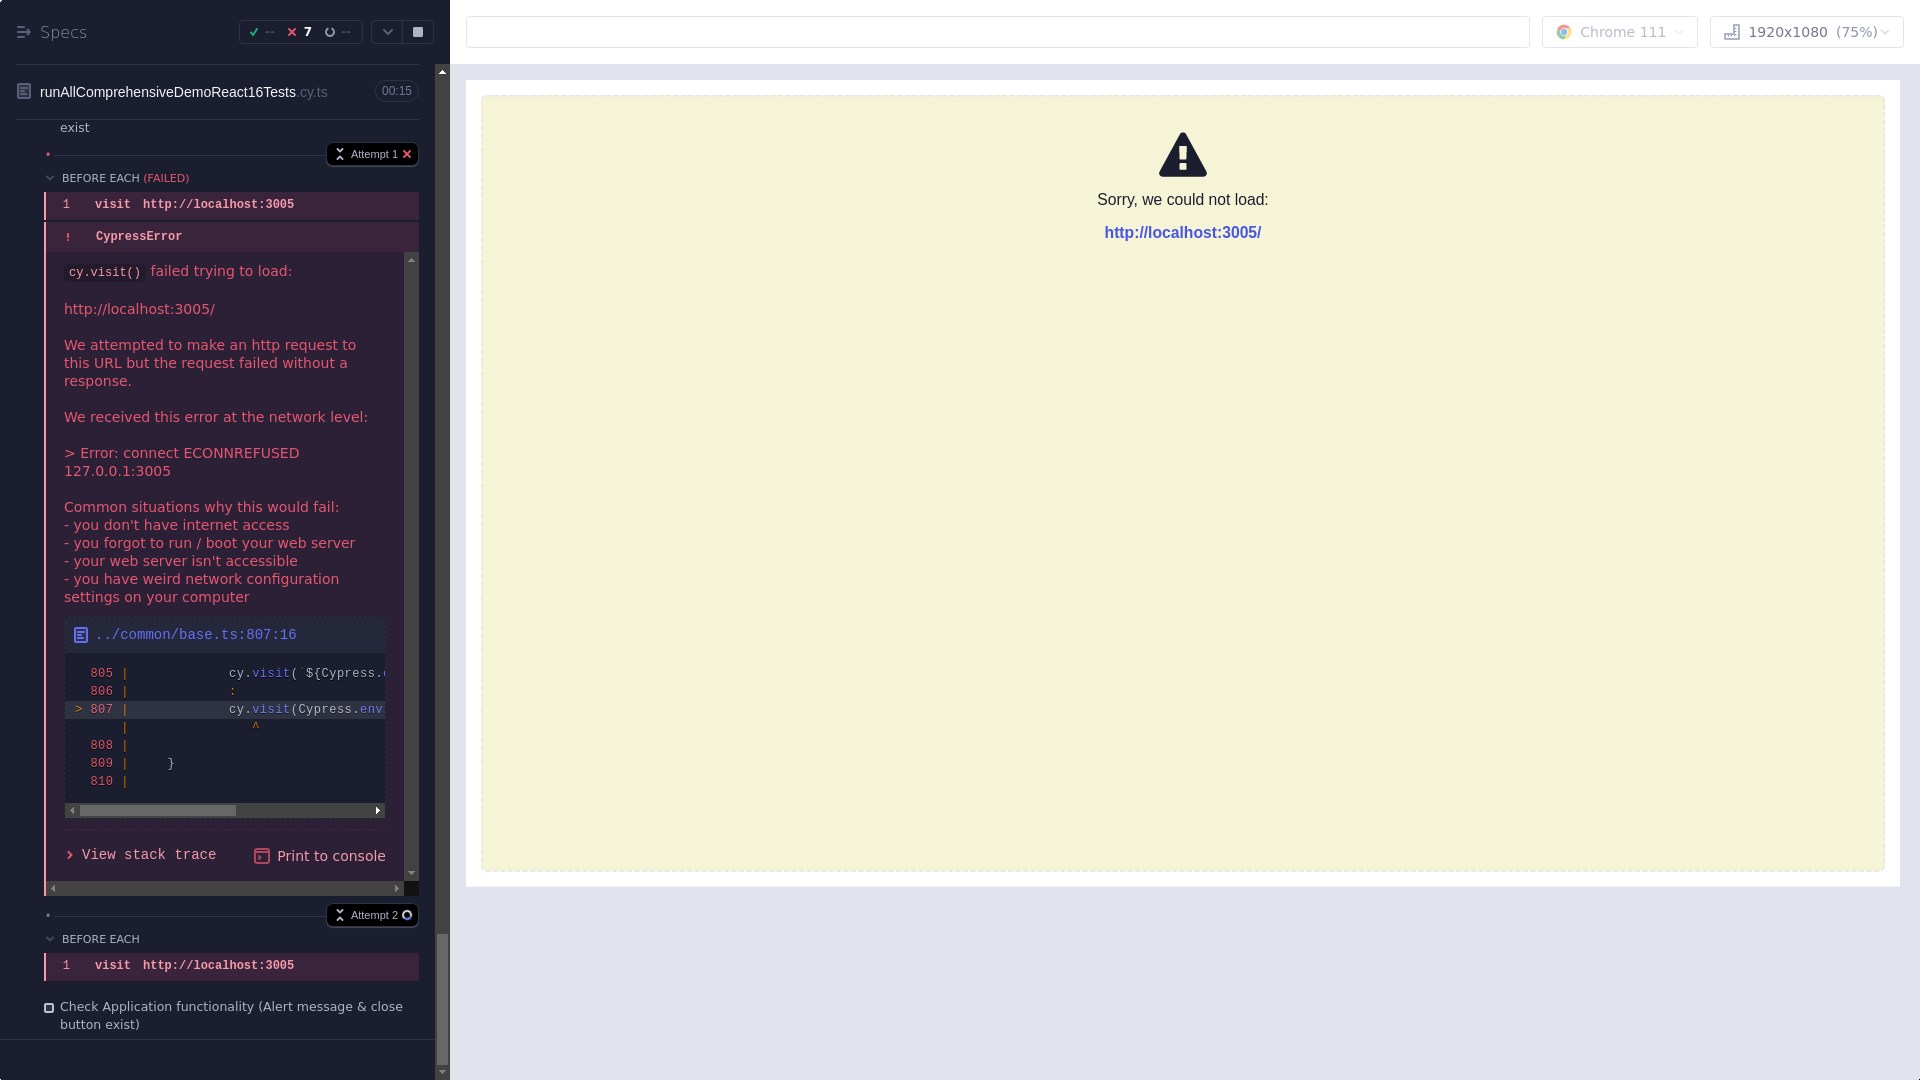 Specs
--
7
--
runAllComprehensiveDemoReact16Tests.cy.ts
00:15
exist
Attempt 1
BEFORE EACH (FAILED)
1 visit http://localhost:3005
! CypressError
cy.visit() failed trying to load:
http://localhost:3005/
We attempted to make an http request to
this URL but the request failed without a
response.
We received this error at the network level:
> Error: connect ECONNREFUSED
127.0.0.1:3005
Common situations why this would fail:
- you don't have internet access
- you forgot to run / boot your web server
- your web server isn't accessible
- you have weird network configuration
settings on your computer
../common/base.ts:807:16
805 | cy.visit(`${Cypress.
806 | :
> 807 | cy.visit(Cypress.env
| ^
808 |
809 | }
810 |
View stack trace
Print to console
Attempt 2
BEFORE EACH
1 visit http://localhost:3005
Check Application functionality (Alert message & close
button exist)
Chrome 111
1920x1080 (75%)
Sorry, we could not load:
http://localhost:3005/